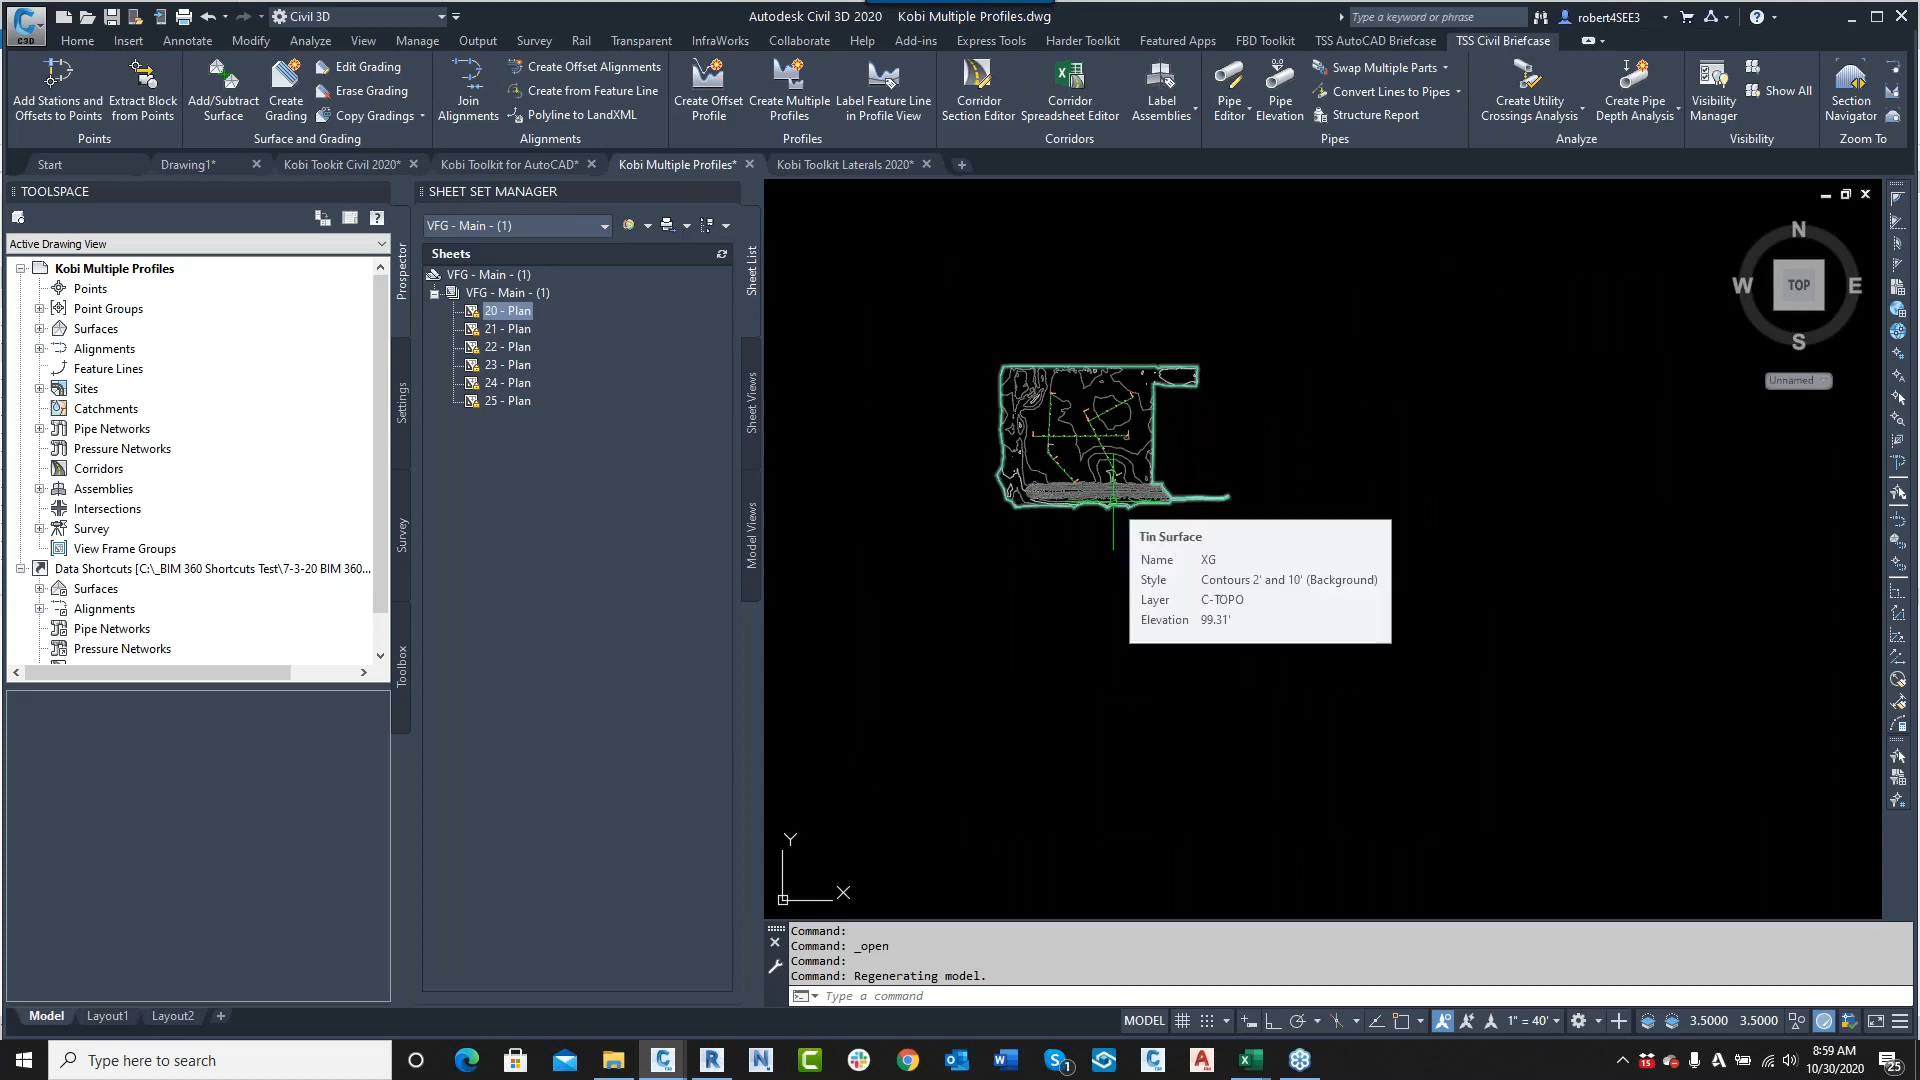 Civil 3D
Autodesk Civil 3D 2020 Kobi Multiple Profiles.dwg
Type a keyword or phrase
robert4SEE3
C3D
Home Insert Annotate Modify Analyze View Manage Output Survey Rail Transparent InfraWorks Collaborate Help Add-ins Express Tools Harder Toolkit Featured Apps FBD Toolkit TSS AutoCAD Briefcase TSS Civil Briefcase
Add Stations and Offsets to Points
Extract Block from Points
Points
Add/Subtract Surface
Create Grading
Edit Grading
Erase Grading
Copy Gradings
Surface and Grading
Join Alignments
Create Offset Alignments
Create from Feature Line
Polyline to LandXML
Alignments
Create Offset Profile
Create Multiple Profiles
Label Feature Line in Profile View
Profiles
Corridor Section Editor
Corridor Spreadsheet Editor
Label Assemblies
Corridors
Pipe Editor
Pipe Elevation
Swap Multiple Parts
Convert Lines to Pipes
Structure Report
Pipes
Create Utility Crossings Analysis
Create Pipe Depth Analysis
Analyze
Visibility Manager
Show All
Visibility
Section Navigator
Zoom To
Start Drawing1* Kobi Tookit Civil 2020* Kobi Toolkit for AutoCAD* Kobi Multiple Profiles* Kobi Toolkit Laterals 2020*
TOOLSPACE
Active Drawing View
Kobi Multiple Profiles
Points
Point Groups
Surfaces
Alignments
Feature Lines
Sites
Catchments
Pipe Networks
Pressure Networks
Corridors
Assemblies
Intersections
Survey
View Frame Groups
Data Shortcuts [C:\_BIM 360 Shortcuts Test\7-3-20 BIM 360...
Surfaces
Alignments
Pipe Networks
Pressure Networks
Prospector
Settings
Survey
Toolbox
SHEET SET MANAGER
VFG - Main - (1)
Sheets
VFG - Main - (1)
VFG - Main - (1)
20 - Plan
21 - Plan
22 - Plan
23 - Plan
24 - Plan
25 - Plan
Sheet List
Sheet Views
Model Views
N
W TOP E
S
Unnamed
Tin Surface
Name XG
Style Contours 2' and 10' (Background)
Layer C-TOPO
Elevation 99.31'
Y
X
Command:
Command: _open
Command:
Command: Regenerating model.
Type a command
Model Layout1 Layout2
MODEL 1" = 40' 3.5000 3.5000
Type here to search
8:59 AM
10/30/2020
15
1
25